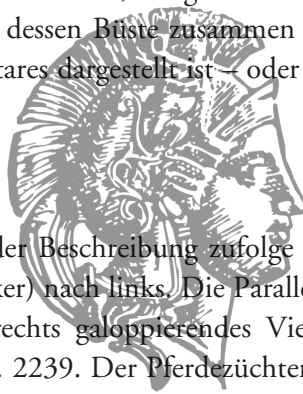 dessen Büste zusammen
tares dargestellt ist – oder
der Beschreibung zufolge
ker) nach links. Die Paralle
rechts galoppierendes Vie
. 2239. Der Pferdezüchter